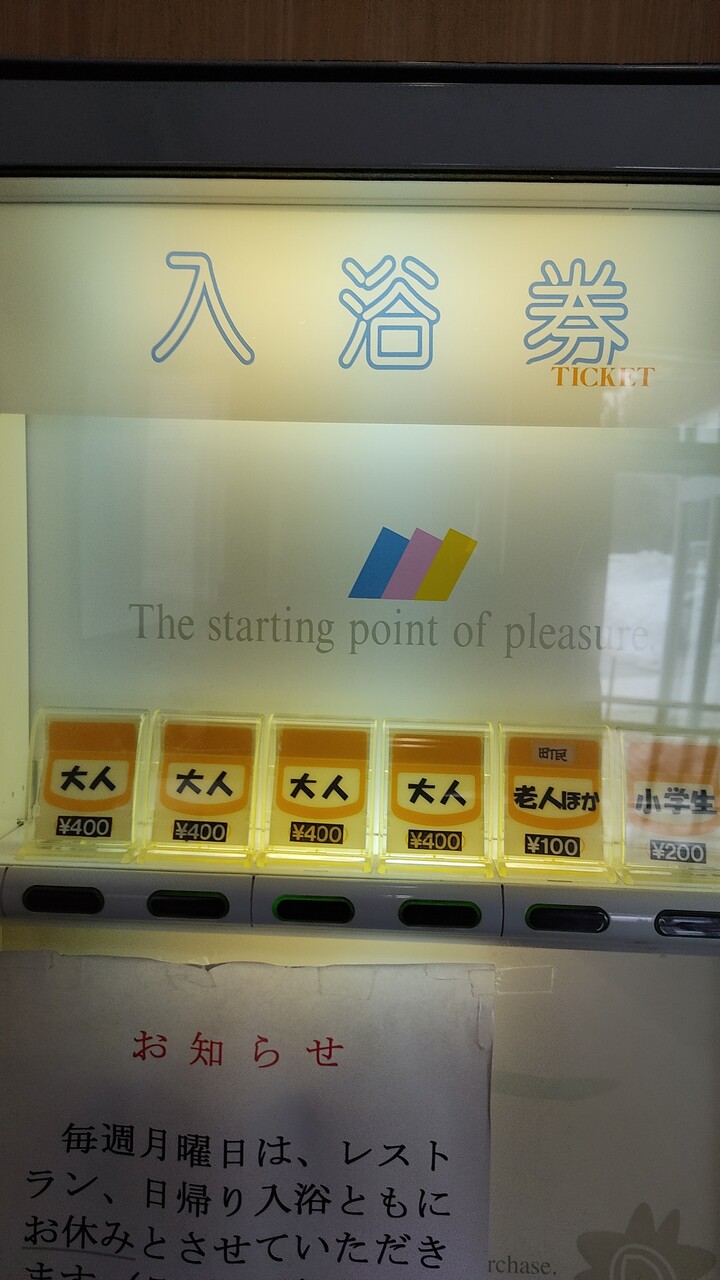 入浴券
TICKET
The starting point of pleasure.
大人 大人 大人 大人 町民 老人ほか 小学生
¥400 ¥400 ¥400 ¥400 ¥100 ¥200
お知らせ
毎週月曜日は、レスト
ラン、日帰り入浴ともに
お休みとさせていただき
rchase.